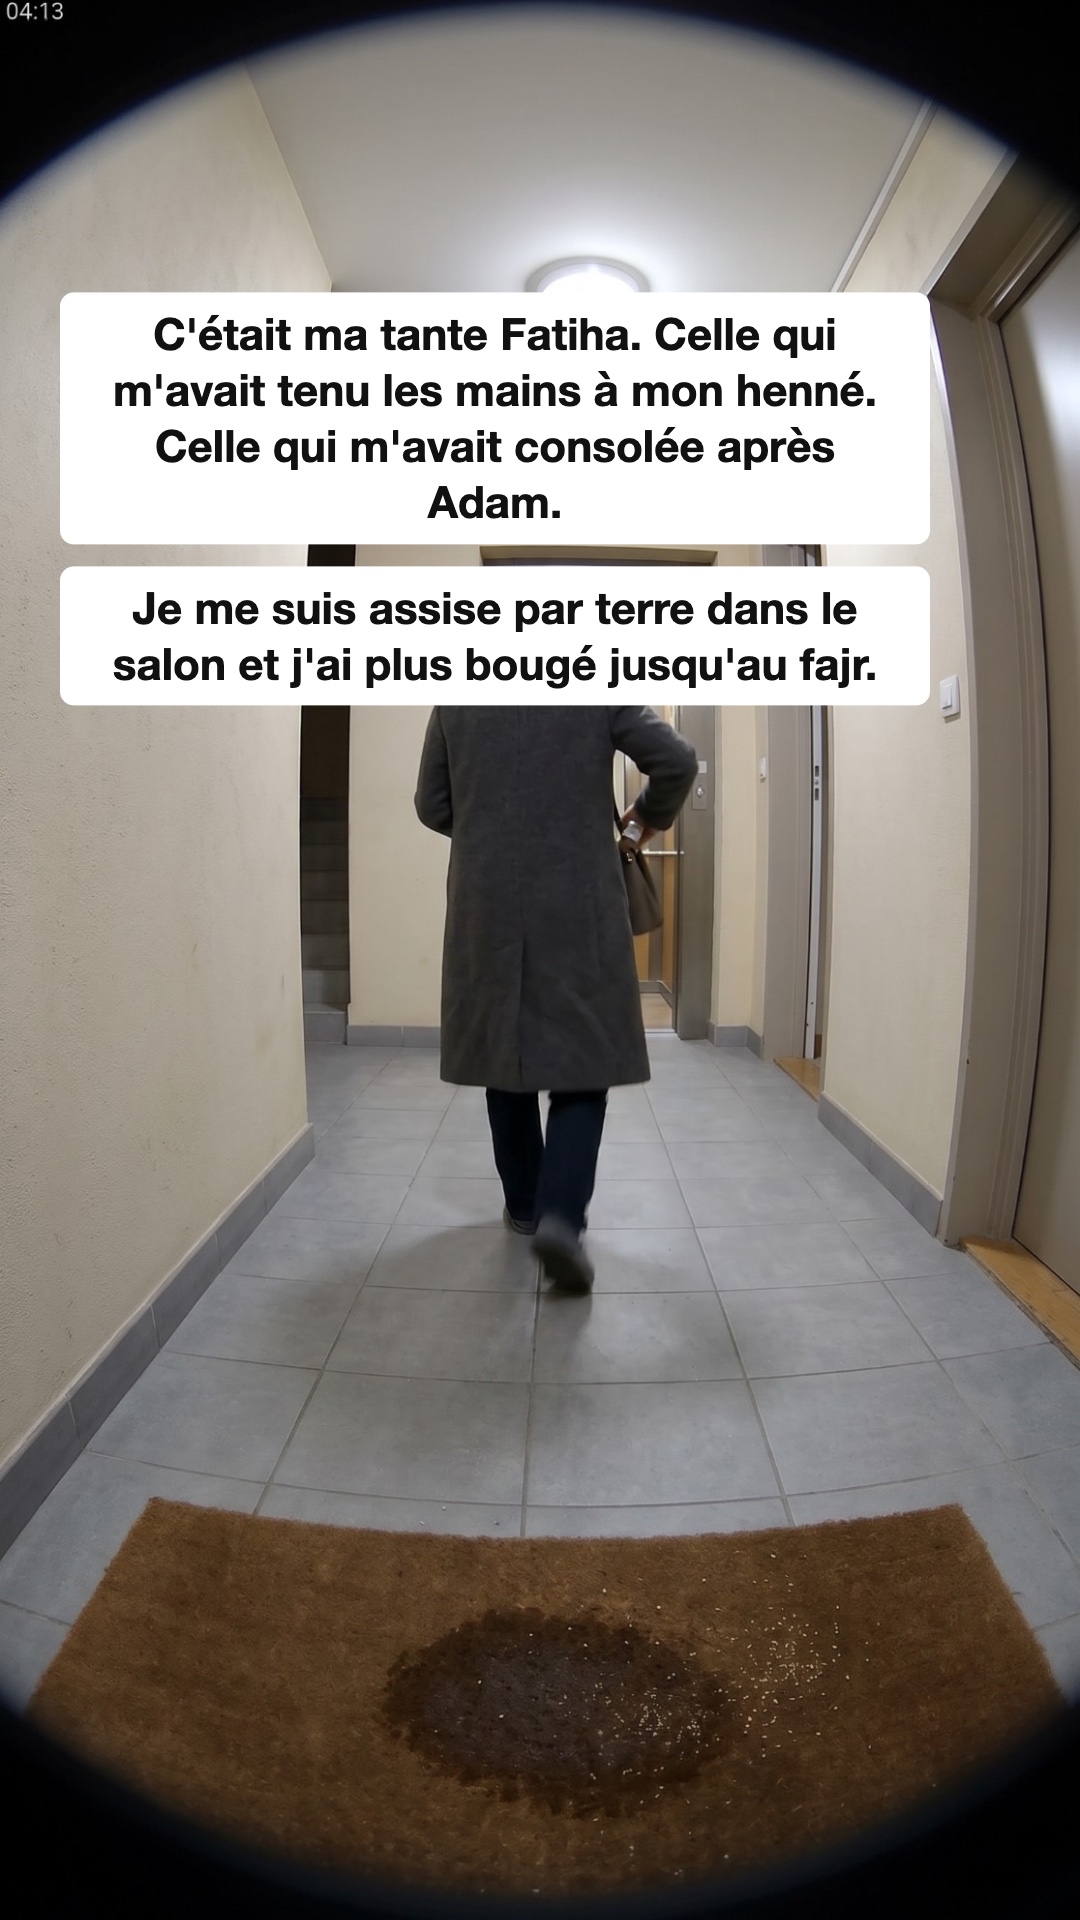 04:13
C'était ma tante Fatiha. Celle qui
m'avait tenu les mains à mon henné.
Celle qui m'avait consolée après
Adam.
Je me suis assise par terre dans le
salon et j'ai plus bougé jusqu'au fajr.